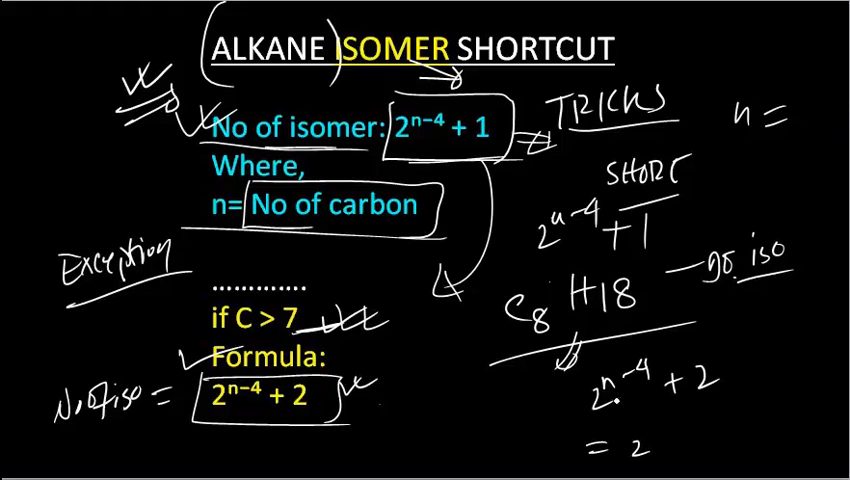 ALKANE ISOMER SHORTCUT
No of isomer: 2ⁿ⁻⁴ + 1
Where,
n= No of carbon
TRICKS
n =
SHORT
2ⁿ⁻⁴ + 1
Exception
.............
if C > 7
Formula:
2ⁿ⁻⁴ + 2
No. of iso =
C₈ H18
iso
2ⁿ⁻⁴ + 2
= 2